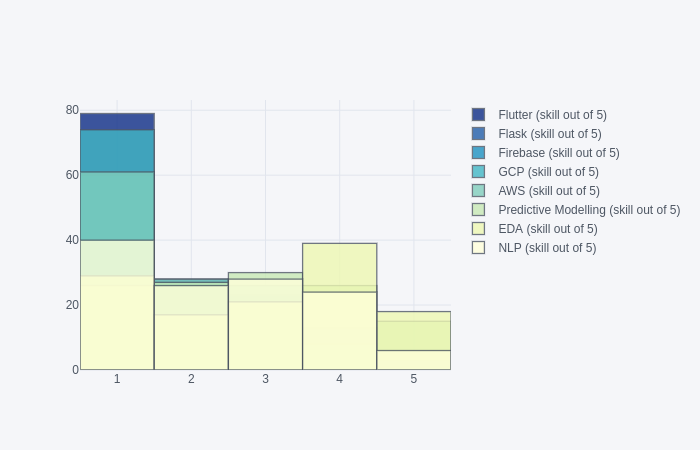 80
60
40
20
0
1 2 3 4 5
Flutter (skill out of 5)
Flask (skill out of 5)
Firebase (skill out of 5)
GCP (skill out of 5)
AWS (skill out of 5)
Predictive Modelling (skill out of 5)
EDA (skill out of 5)
NLP (skill out of 5)